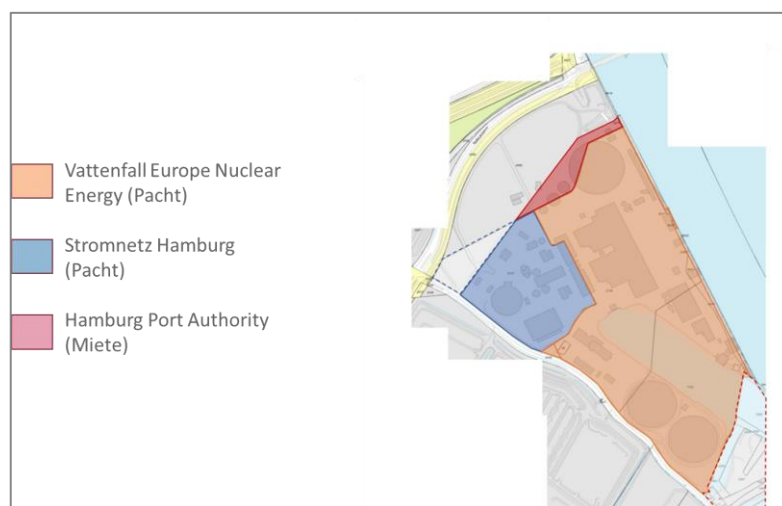 Vattenfall Europe Nuclear
Energy (Pacht)
Stromnetz Hamburg
(Pacht)
Hamburg Port Authority
(Miete)